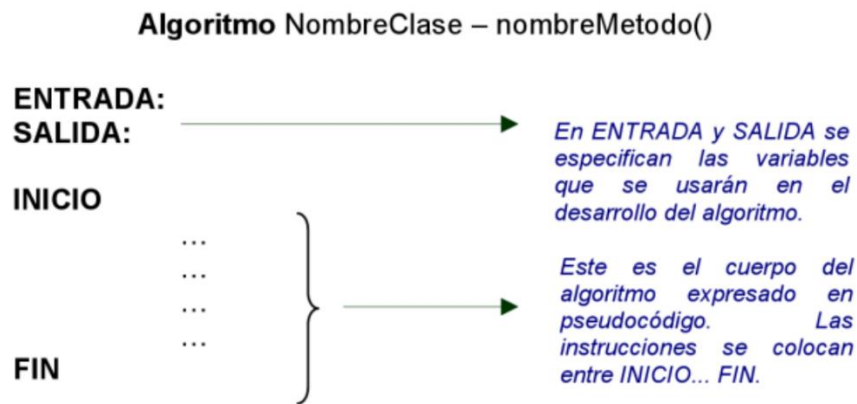 Algoritmo NombreClase – nombreMetodo()
ENTRADA:
SALIDA:
En ENTRADA y SALIDA se
especifican las variables
que se usarán en el
desarrollo del algoritmo.
INICIO
...
...
...
...
Este es el cuerpo del
algoritmo expresado en
pseudocódigo. Las
instrucciones se colocan
entre INICIO... FIN.
FIN